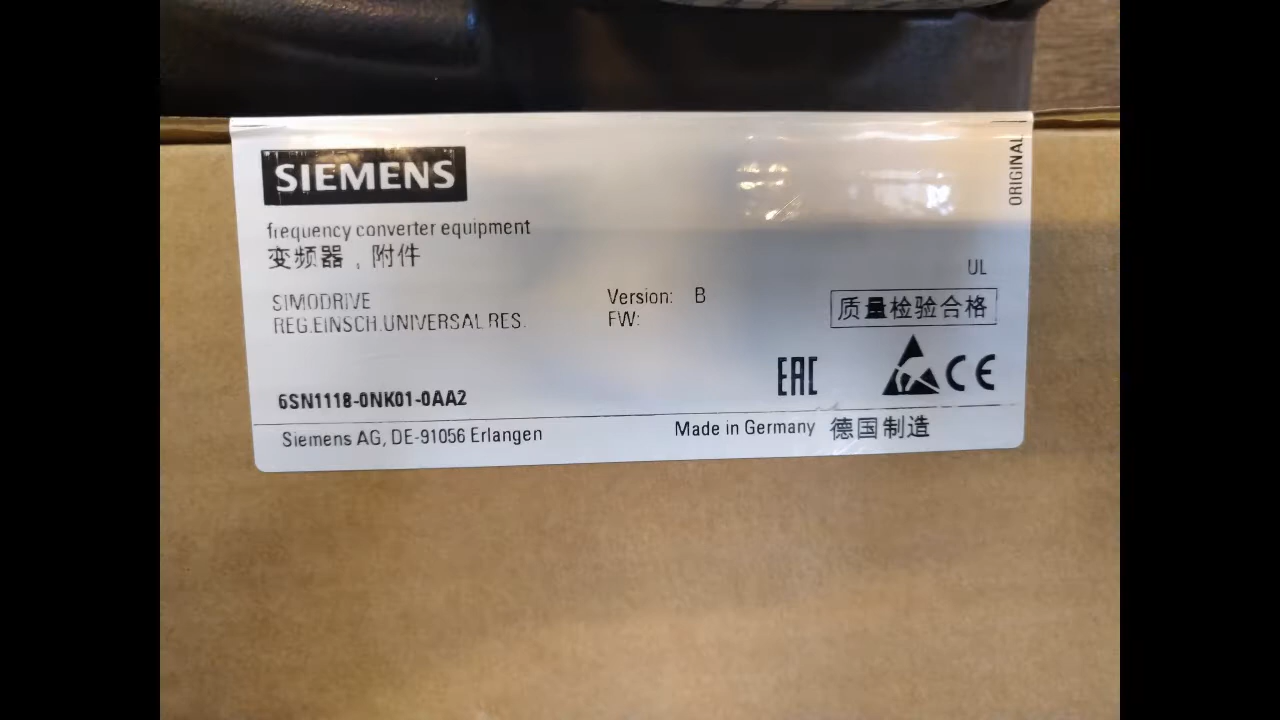 SIEMENS
ORIGINAL
frequency converter equipment
变频器，附件
UL
SIMODRIVE
REG.EINSCH.UNIVERSAL RES.
Version: B
FW:
质量检验合格
EAC
CE
6SN1118-0NK01-0AA2
Siemens AG, DE-91056 Erlangen
Made in Germany 德国制造